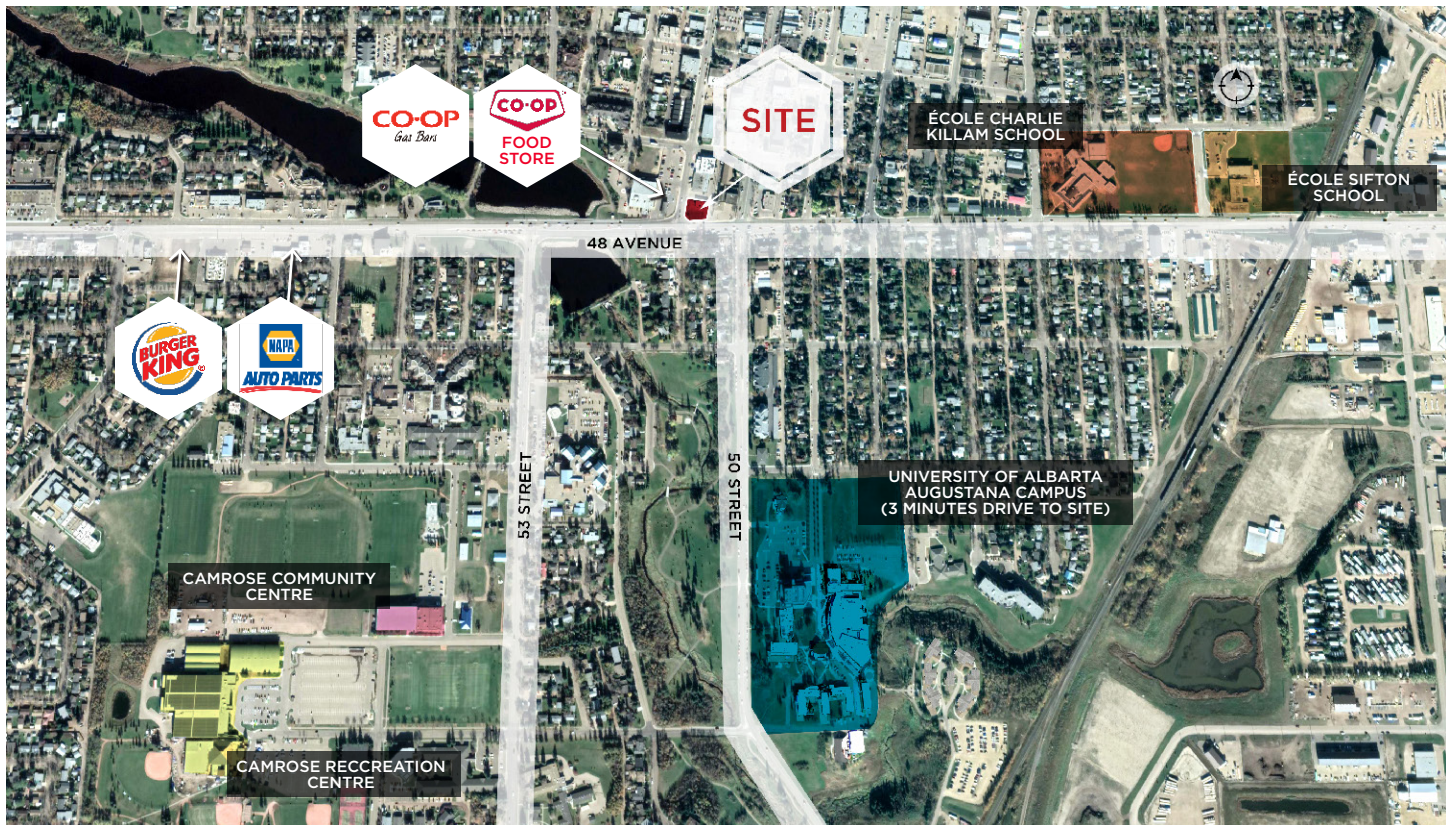 CO-OP
Gas Bars
CO-OP
FOOD
STORE
SITE
ÉCOLE CHARLIE
KILLAM SCHOOL
ÉCOLE SIFTON
SCHOOL
48 AVENUE
BURGER
KING
NAPA
AUTO PARTS
53 STREET
50 STREET
UNIVERSITY OF ALBARTA
AUGUSTANA CAMPUS
(3 MINUTES DRIVE TO SITE)
CAMROSE COMMUNITY
CENTRE
CAMROSE RECCREATION
CENTRE